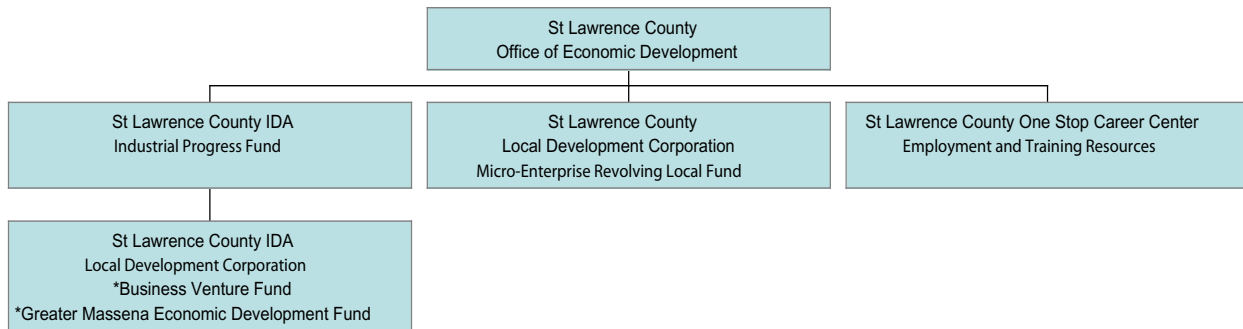 St Lawrence County
Office of Economic Development
St Lawrence County IDA
Industrial Progress Fund
St Lawrence County
Local Development Corporation
Micro-Enterprise Revolving Local Fund
St Lawrence County One Stop Career Center
Employment and Training Resources
St Lawrence County IDA
Local Development Corporation
*Business Venture Fund
*Greater Massena Economic Development Fund